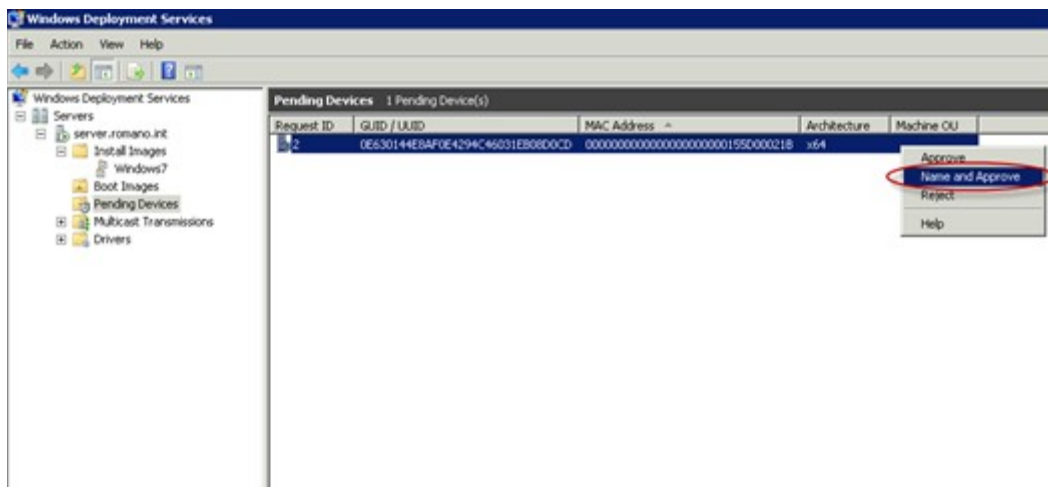 Windows Deployment Services
File Action View Help
Windows Deployment Services
Servers
server.romano.int
Install Images
Windows7
Boot Images
Pending Devices
Multicast Transmissions
Drivers
Pending Devices 1 Pending Device(s)
Request ID GUID / UUID MAC Address Architecture Machine OU
2 0E630144E8AF0E4294C46031EB08D0CD 0000000000000000000000155D000218 x64
Approve
Name and Approve
Reject
Help